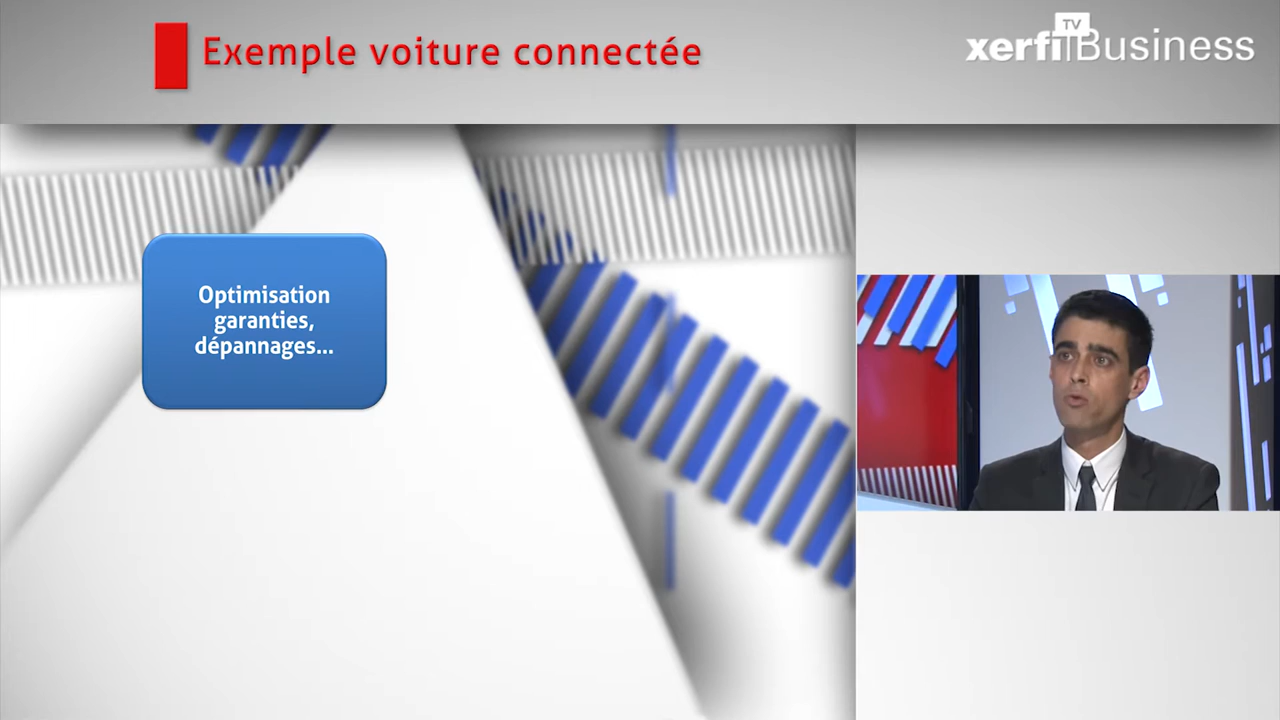 Exemple voiture connectée
TV
xerfi Business
Optimisation
garanties,
dépannages...